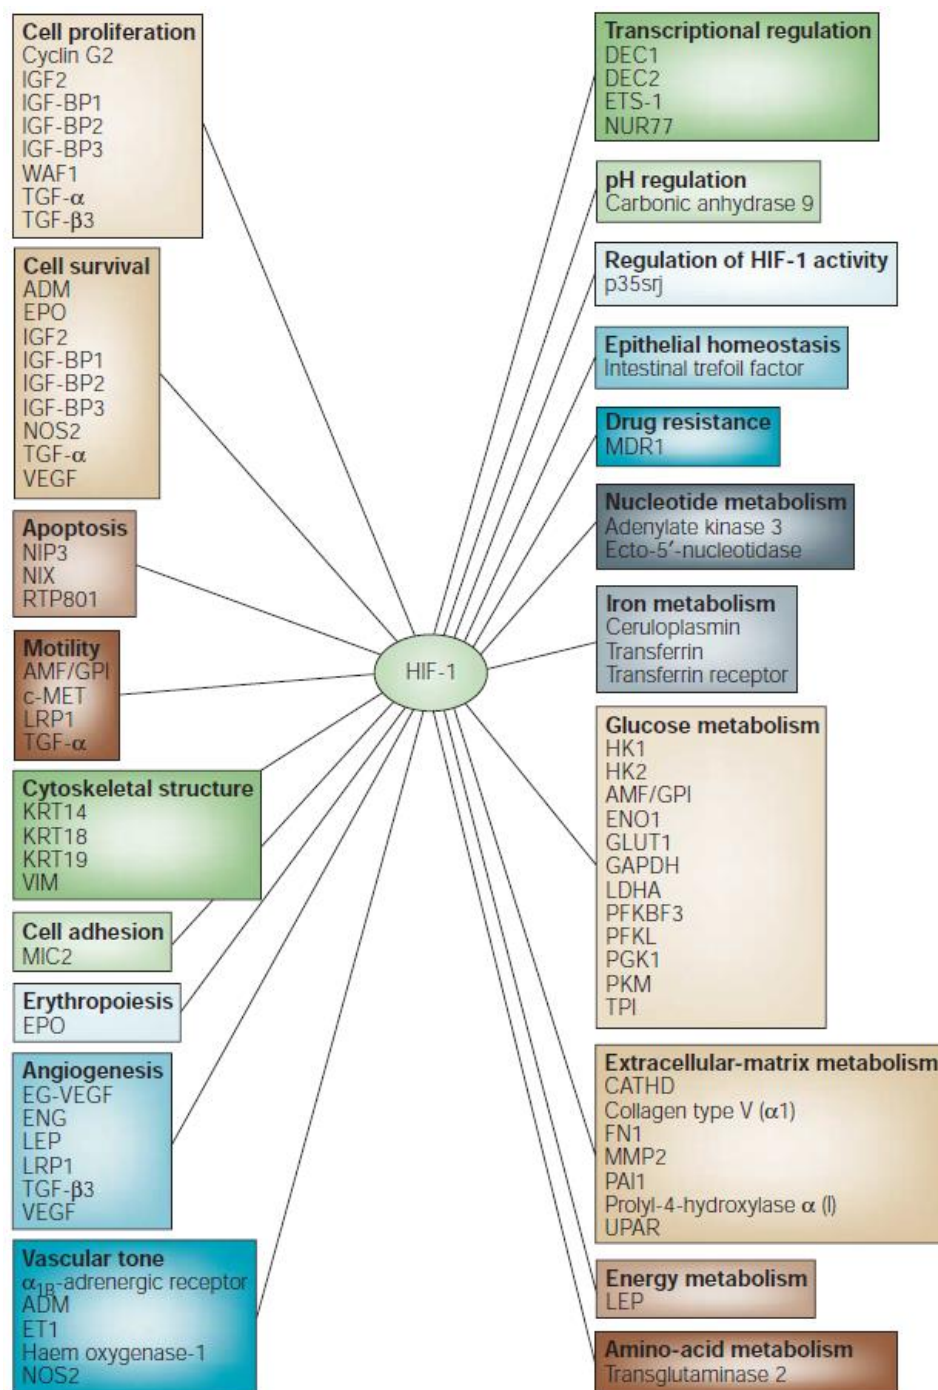 Cell proliferation
Cyclin G2
IGF2
IGF-BP1
IGF-BP2
IGF-BP3
WAF1
TGF-α
TGF-β3
Cell survival
ADM
EPO
IGF2
IGF-BP1
IGF-BP2
IGF-BP3
NOS2
TGF-α
VEGF
Apoptosis
NIP3
NIX
RTP801
Motility
AMF/GPI
c-MET
LRP1
TGF-α
Cytoskeletal structure
KRT14
KRT18
KRT19
VIM
Cell adhesion
MIC2
Erythropoiesis
EPO
Angiogenesis
EG-VEGF
ENG
LEP
LRP1
TGF-β3
VEGF
Vascular tone
α1B-adrenergic receptor
ADM
ET1
Haem oxygenase-1
NOS2
HIF-1
Transcriptional regulation
DEC1
DEC2
ETS-1
NUR77
pH regulation
Carbonic anhydrase 9
Regulation of HIF-1 activity
p35srj
Epithelial homeostasis
Intestinal trefoil factor
Drug resistance
MDR1
Nucleotide metabolism
Adenylate kinase 3
Ecto-5′-nucleotidase
Iron metabolism
Ceruloplasmin
Transferrin
Transferrin receptor
Glucose metabolism
HK1
HK2
AMF/GPI
ENO1
GLUT1
GAPDH
LDHA
PFKBF3
PFKL
PGK1
PKM
TPI
Extracellular-matrix metabolism
CATHD
Collagen type V (α1)
FN1
MMP2
PAI1
Prolyl-4-hydroxylase α (I)
UPAR
Energy metabolism
LEP
Amino-acid metabolism
Transglutaminase 2